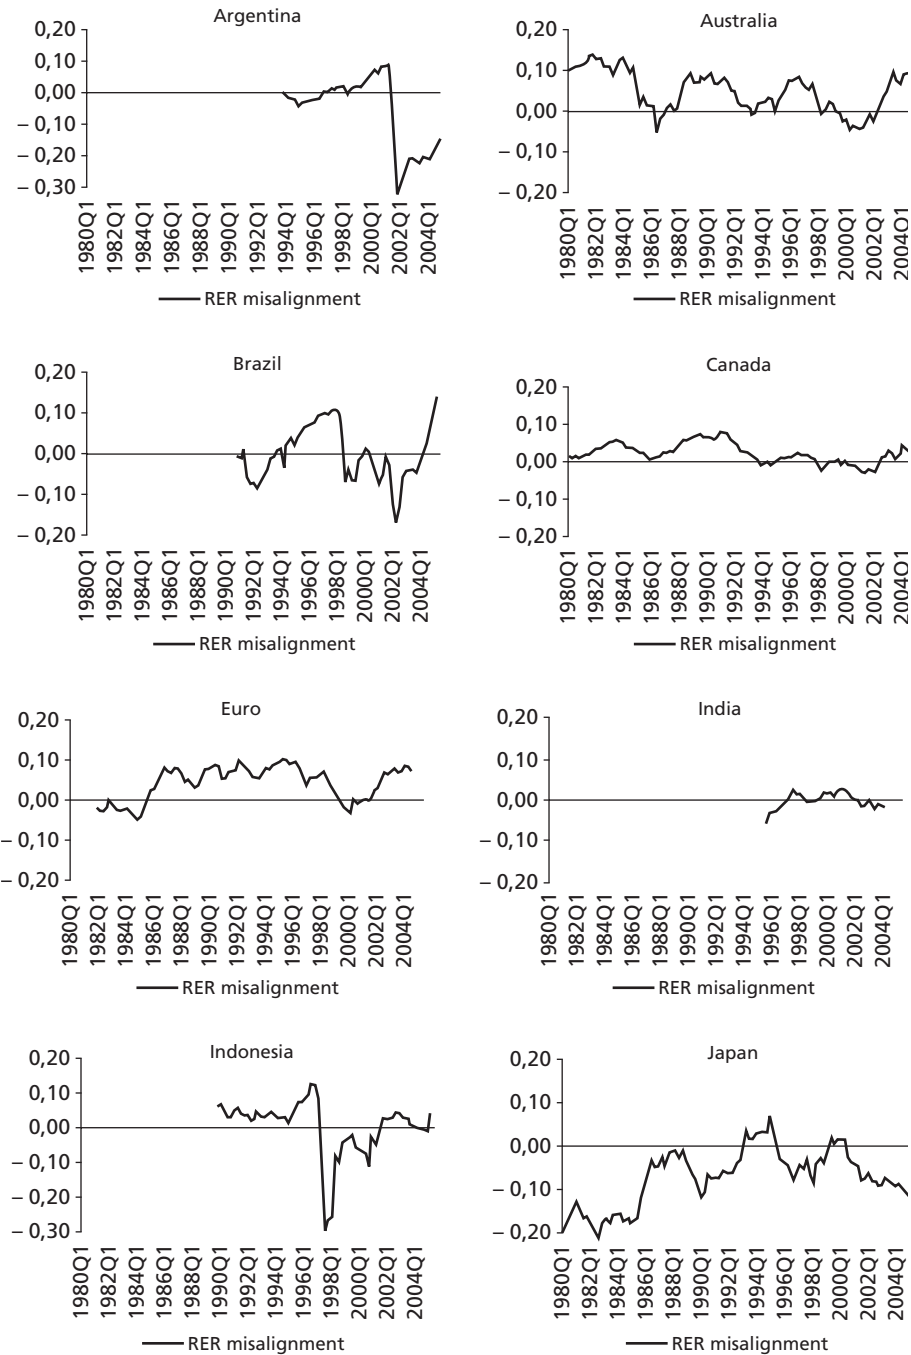 Argentina
0,20
0,10
0,00
– 0,10
– 0,20
– 0,30
1980Q1
1982Q1
1984Q1
1986Q1
1988Q1
1990Q1
1992Q1
1994Q1
1996Q1
1998Q1
2000Q1
2002Q1
2004Q1
RER misalignment
Australia
0,20
0,10
0,00
– 0,10
– 0,20
1980Q1
1982Q1
1984Q1
1986Q1
1988Q1
1990Q1
1992Q1
1994Q1
1996Q1
1998Q1
2000Q1
2002Q1
2004Q1
RER misalignment
Brazil
0,20
0,10
0,00
– 0,10
– 0,20
1980Q1
1982Q1
1984Q1
1986Q1
1988Q1
1990Q1
1992Q1
1994Q1
1996Q1
1998Q1
2000Q1
2002Q1
2004Q1
RER misalignment
Canada
0,20
0,10
0,00
– 0,10
– 0,20
1980Q1
1982Q1
1984Q1
1986Q1
1988Q1
1990Q1
1992Q1
1994Q1
1996Q1
1998Q1
2000Q1
2002Q1
2004Q1
RER misalignment
Euro
0,20
0,10
0,00
– 0,10
– 0,20
1980Q1
1982Q1
1984Q1
1986Q1
1988Q1
1990Q1
1992Q1
1994Q1
1996Q1
1998Q1
2000Q1
2002Q1
2004Q1
RER misalignment
India
0,20
0,10
0,00
– 0,10
– 0,20
1980Q1
1982Q1
1984Q1
1986Q1
1988Q1
1990Q1
1992Q1
1994Q1
1996Q1
1998Q1
2000Q1
2002Q1
2004Q1
RER misalignment
Indonesia
0,20
0,10
0,00
– 0,10
– 0,20
– 0,30
1980Q1
1982Q1
1984Q1
1986Q1
1988Q1
1990Q1
1992Q1
1994Q1
1996Q1
1998Q1
2000Q1
2002Q1
2004Q1
RER misalignment
Japan
0,20
0,10
0,00
– 0,10
– 0,20
1980Q1
1982Q1
1984Q1
1986Q1
1988Q1
1990Q1
1992Q1
1994Q1
1996Q1
1998Q1
2000Q1
2002Q1
2004Q1
RER misalignment